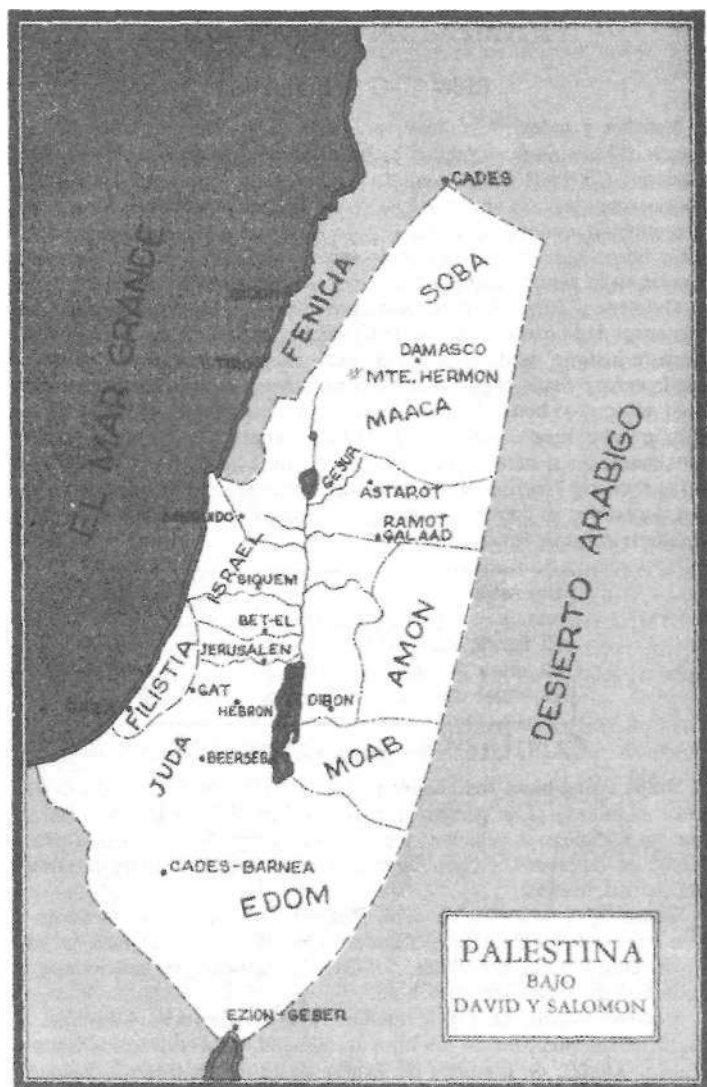 CADES
SOBA
EL MAR GRANDE
FENICIA
TIRO
DAMASCO
MTE. HERMON
MAACA
GESUR
ASTAROT
RAMOT
GALAAD
DESIERTO ARABIGO
ISRAEL
SIQUEM
BET-EL
AMON
JERUSALEN
FILISTIA
GAT
HEBRON
DIBON
JUDA
BEERSEB
MOAB
CADES-BARNEA
EDOM
PALESTINA
BAJO
DAVID Y SALOMON
EZION-GEBER